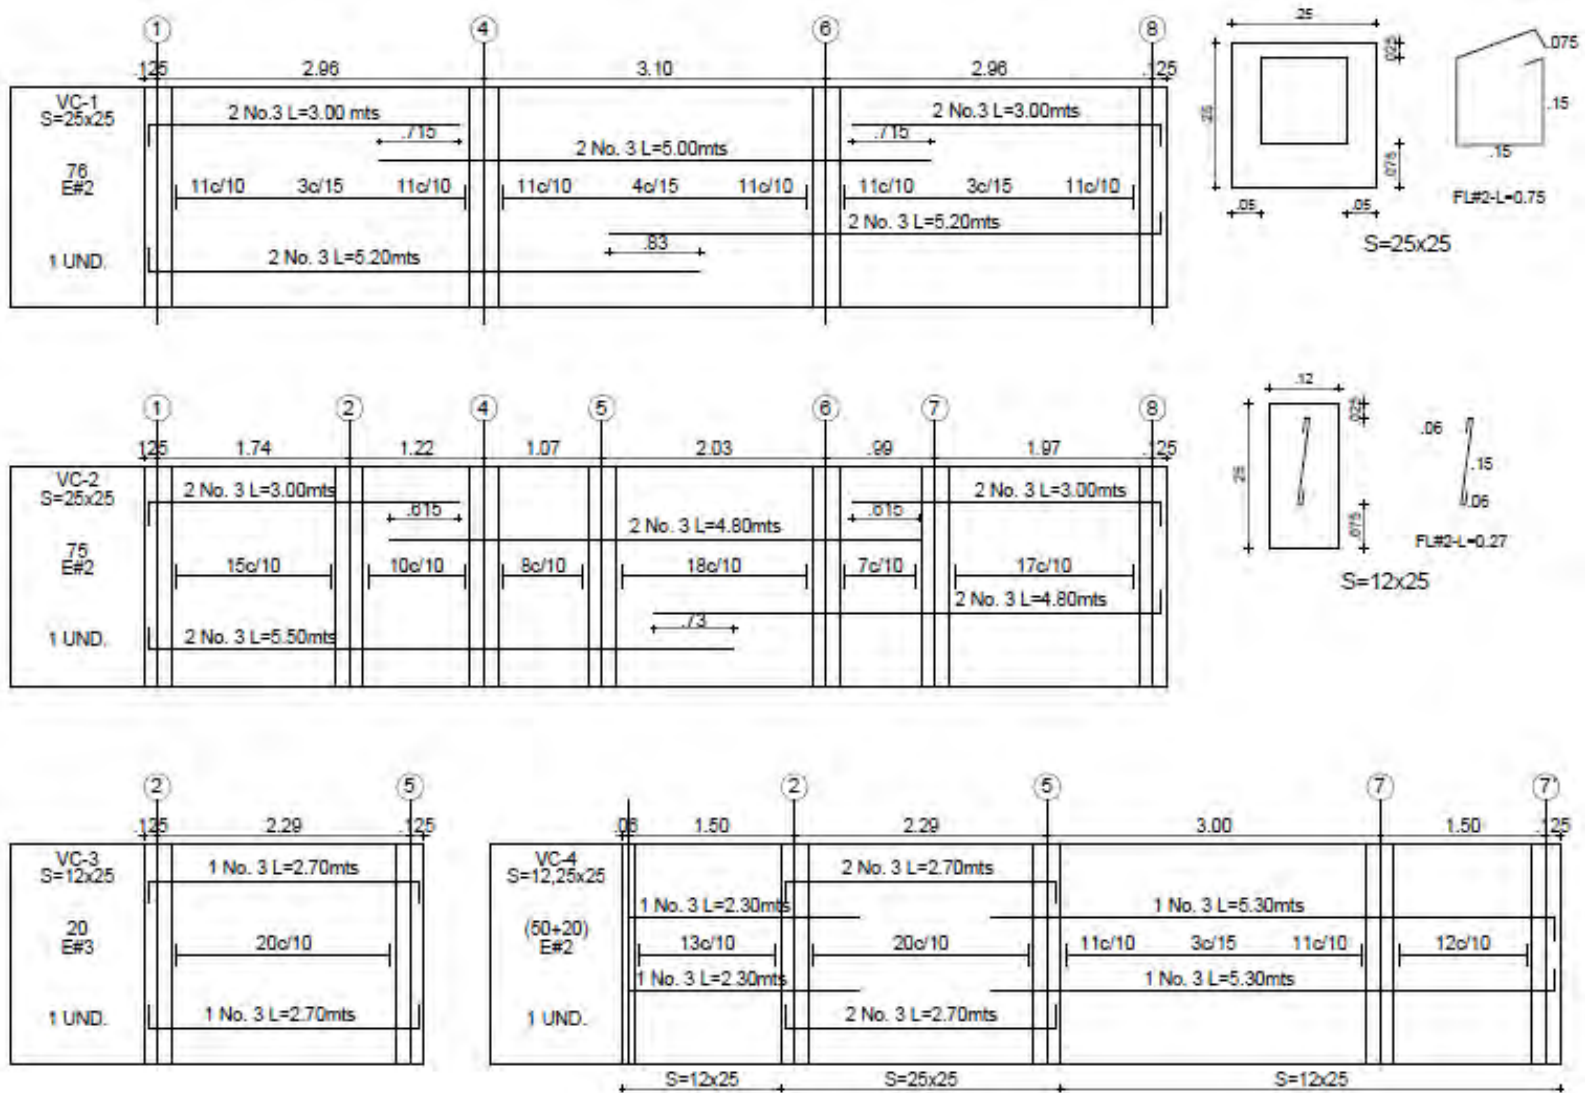 1 4 6 8
.125 2.96 3.10 2.96 .125
VC-1
S=25x25
76
E#2
1 UND.
2 No.3 L=3.00 mts
.715
2 No. 3 L=5.00mts
.715
2 No. 3 L=3.00mts
11c/10 3c/15 11c/10 11c/10 4c/15 11c/10 11c/10 3c/15 11c/10
2 No. 3 L=5.20mts
.83
2 No. 3 L=5.20mts
.25
.25
.025
.075
.05 .05
S=25x25
.075
.15
.15
FL#2-L=0.75
1 2 4 5 6 7 8
.125 1.74 1.22 1.07 2.03 .99 1.97 .125
VC-2
S=25x25
75
E#2
1 UND.
2 No. 3 L=3.00mts
.615
2 No. 3 L=4.80mts
.615
2 No. 3 L=3.00mts
15c/10 10c/10 8c/10 18c/10 7c/10 17c/10
2 No. 3 L=4.80mts
.73
2 No. 3 L=5.50mts
.12
.25
.025
.075
S=12x25
.06
.15
.06
FL#2-L=0.27
2 5
.125 2.29 .125
VC-3
S=12x25
20
E#3
1 UND.
1 No. 3 L=2.70mts
20c/10
1 No. 3 L=2.70mts
2 5 7 7'
.06 1.50 2.29 3.00 1.50 .125
VC-4
S=12,25x25
(50+20)
E#2
1 UND.
2 No. 3 L=2.70mts
1 No. 3 L=2.30mts
1 No. 3 L=5.30mts
13c/10 20c/10 11c/10 3c/15 11c/10 12c/10
1 No. 3 L=2.30mts
1 No. 3 L=5.30mts
2 No. 3 L=2.70mts
S=12x25 S=25x25 S=12x25